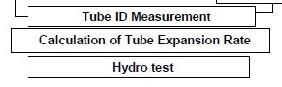 Tube ID Measurement
Calculation of Tube Expansion Rate
Hydro test